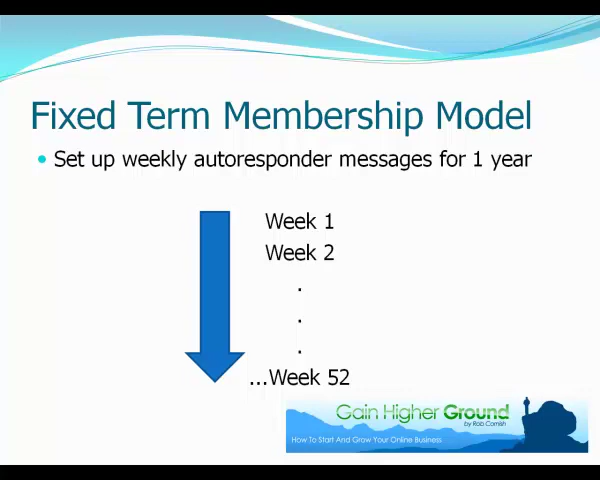 Fixed Term Membership Model
• Set up weekly autoresponder messages for 1 year
Week 1
Week 2
.
.
.
...Week 52
Gain Higher Ground
by Rob Cornish
How To Start And Grow Your Online Business